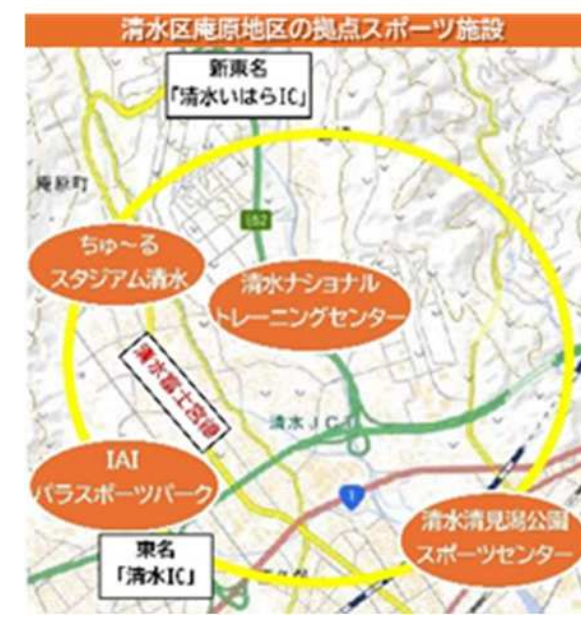 清水区庵原地区の拠点スポーツ施設
新東名
「清水いはらIC」
庵原町
152
ちゅ～る
スタジアム清水
清水ナショナル
トレーニングセンター
清水富士宮線
清水JCT
IAI
パラスポーツパーク
1
清水清見潟公園
スポーツセンター
東名
「清水IC」